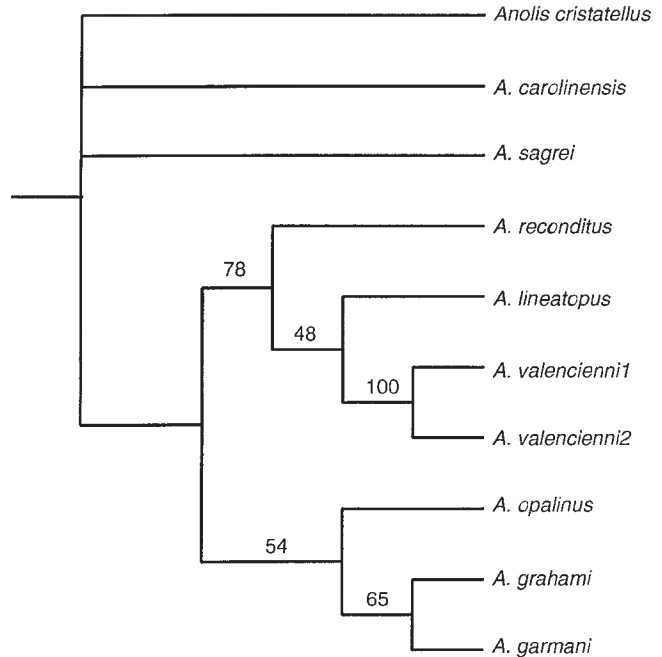 Anolis cristatellus
A. carolinensis
A. sagrei
A. reconditus
78
A. lineatopus
48
A. valencienni1
100
A. valencienni2
A. opalinus
54
A. grahami
65
A. garmani